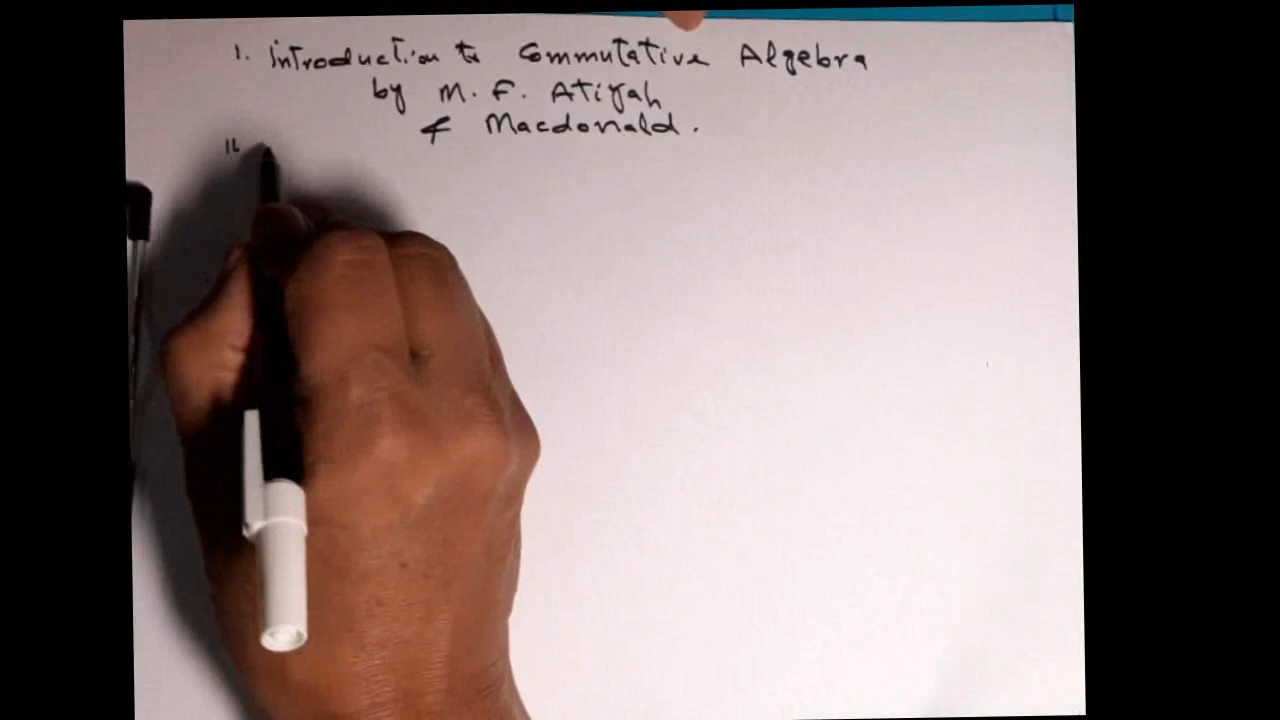 1. Introduction to Commutative Algebra
by M. F. Atiyah
& Macdonald.